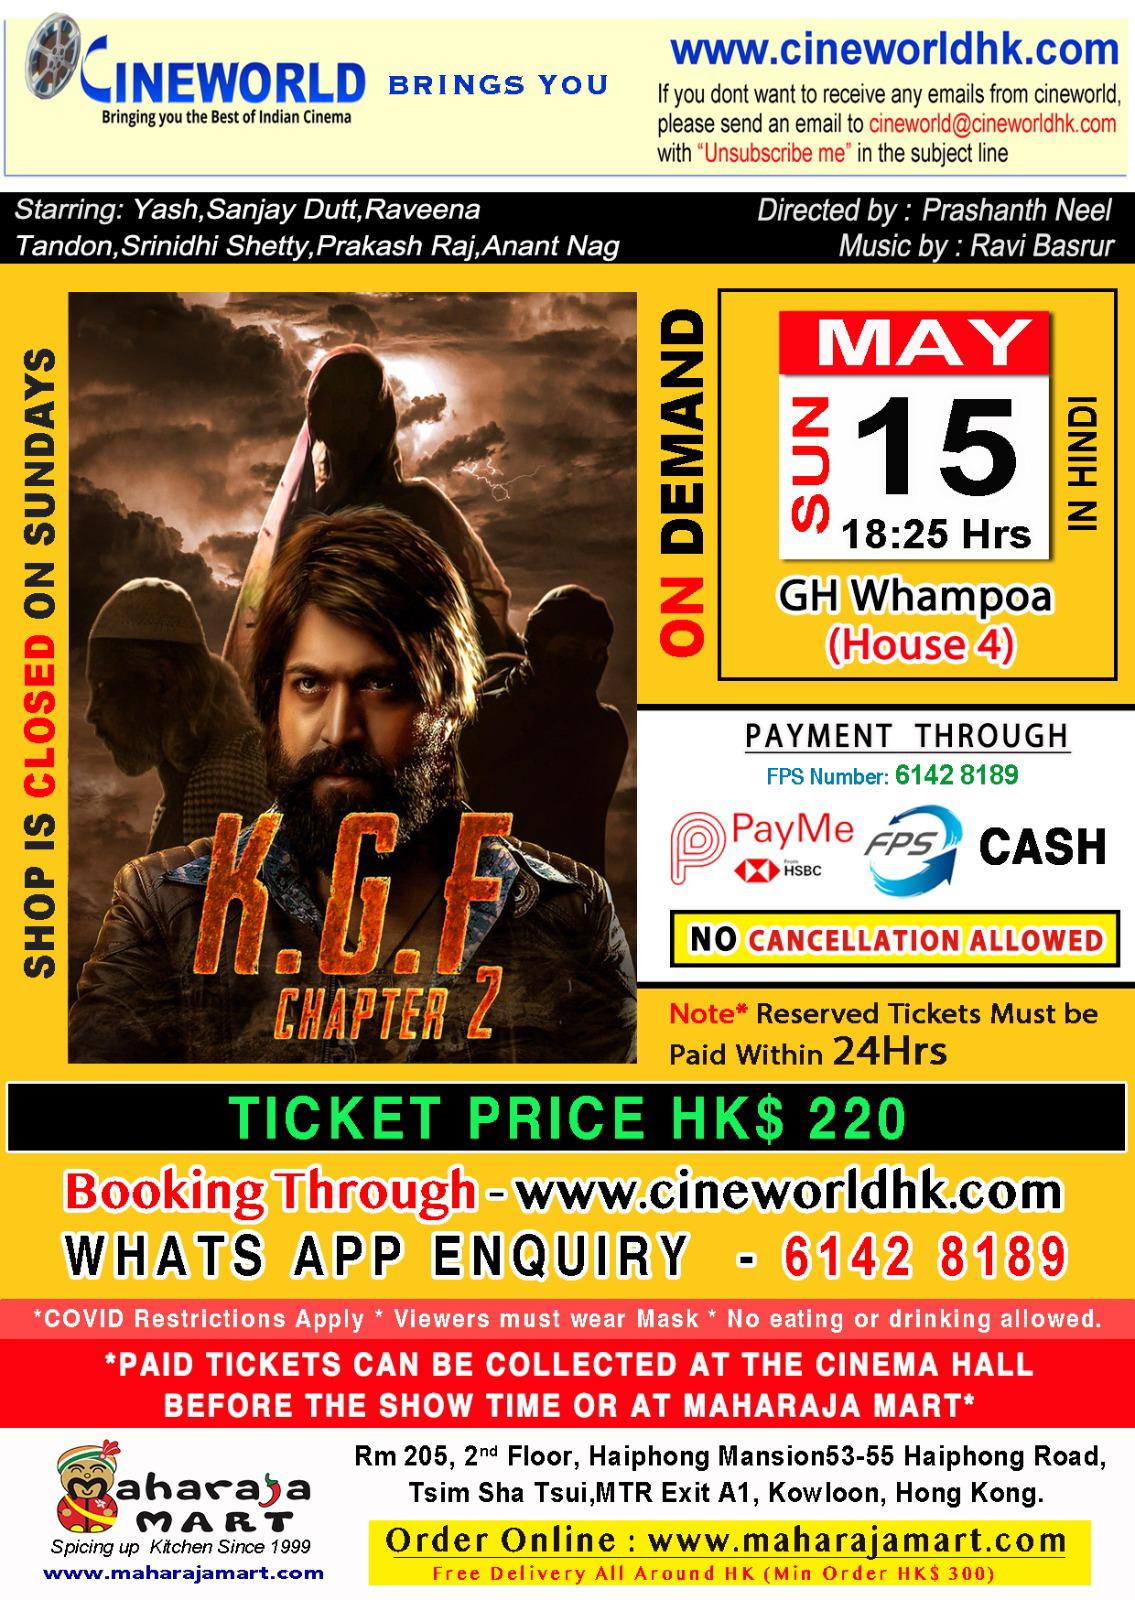 CINEWORLD
Bringing you the Best of Indian Cinema
BRINGS YOU
www.cineworldhk.com
If you dont want to receive any emails from cineworld,
please send an email to cineworld@cineworldhk.com
with “Unsubscribe me” in the subject line
Starring: Yash,Sanjay Dutt,Raveena
Tandon,Srinidhi Shetty,Prakash Raj,Anant Nag
Directed by : Prashanth Neel
Music by : Ravi Basrur
SHOP IS CLOSED ON SUNDAYS
K.G.F
CHAPTER 2
ON DEMAND
MAY
SUN
15
18:25 Hrs
IN HINDI
GH Whampoa
(House 4)
PAYMENT THROUGH
FPS Number: 6142 8189
PayMe
From
HSBC
FPS
CASH
NO CANCELLATION ALLOWED
Note* Reserved Tickets Must be
Paid Within 24Hrs
TICKET PRICE HK$ 220
Booking Through - www.cineworldhk.com
WHATS APP ENQUIRY - 6142 8189
*COVID Restrictions Apply * Viewers must wear Mask * No eating or drinking allowed.
*PAID TICKETS CAN BE COLLECTED AT THE CINEMA HALL
BEFORE THE SHOW TIME OR AT MAHARAJA MART*
Maharaja
MART
Spicing up Kitchen Since 1999
www.maharajamart.com
Rm 205, 2nd Floor, Haiphong Mansion53-55 Haiphong Road,
Tsim Sha Tsui,MTR Exit A1, Kowloon, Hong Kong.
Order Online : www.maharajamart.com
Free Delivery All Around HK (Min Order HK$ 300)